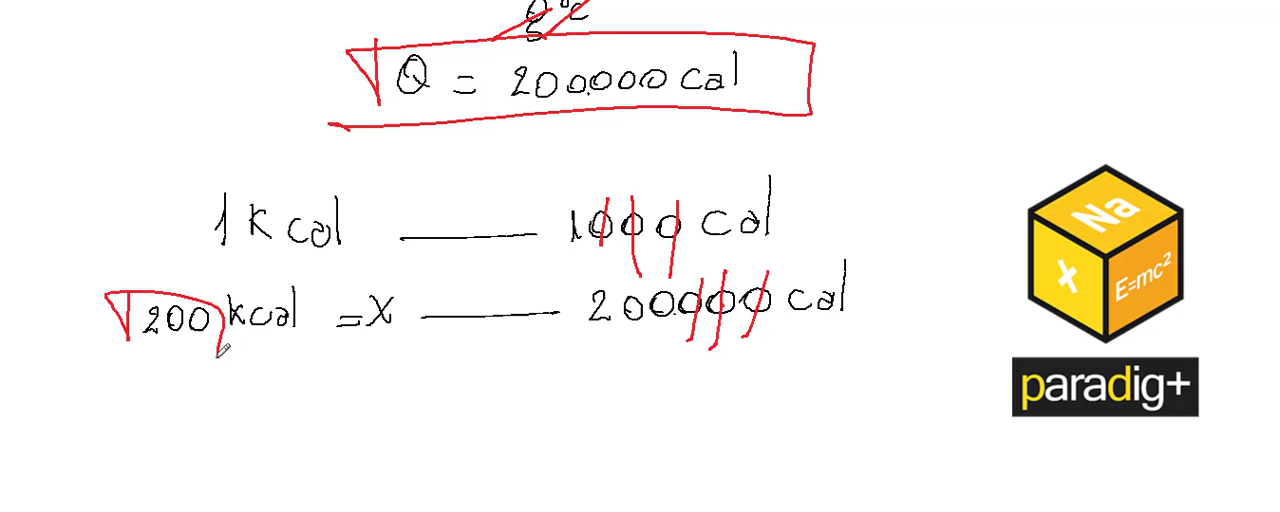 g°C
Q = 200.000 cal
1 kcal —— 1000 cal
200 kcal = X —— 200.000 cal
Na
X
E=mc²
paradig+